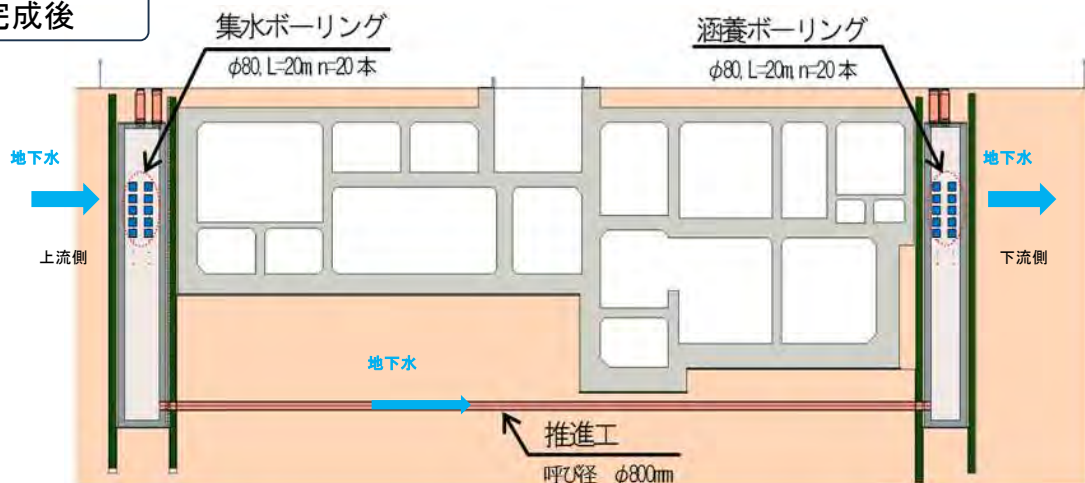 完成後
集水ボーリング
φ80, L=20m n=20 本
涵養ボーリング
φ80, L=20m n=20 本
地下水
上流側
地下水
下流側
地下水
推進工
呼び径 φ800mm